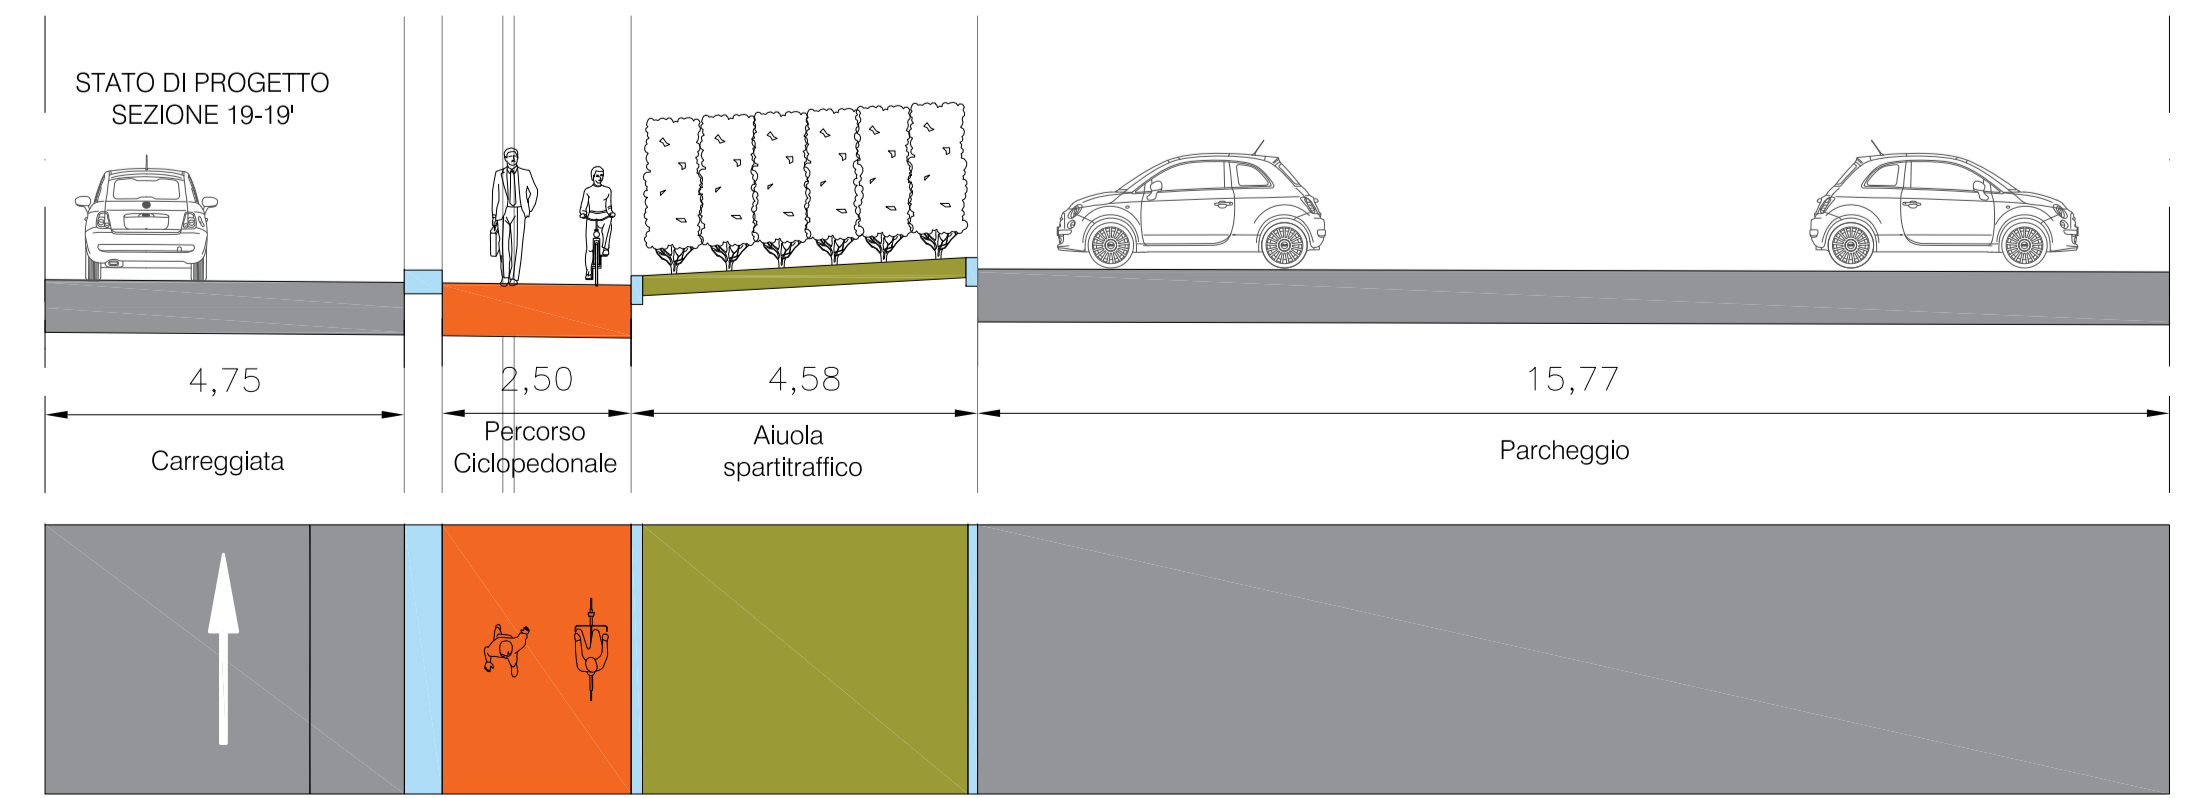 STATO DI PROGETTO
SEZIONE 19-19'
4,75
2,50
4,58
15,77
Carreggiata
Percorso
Ciclopedonale
Aiuola
spartitraffico
Parcheggio